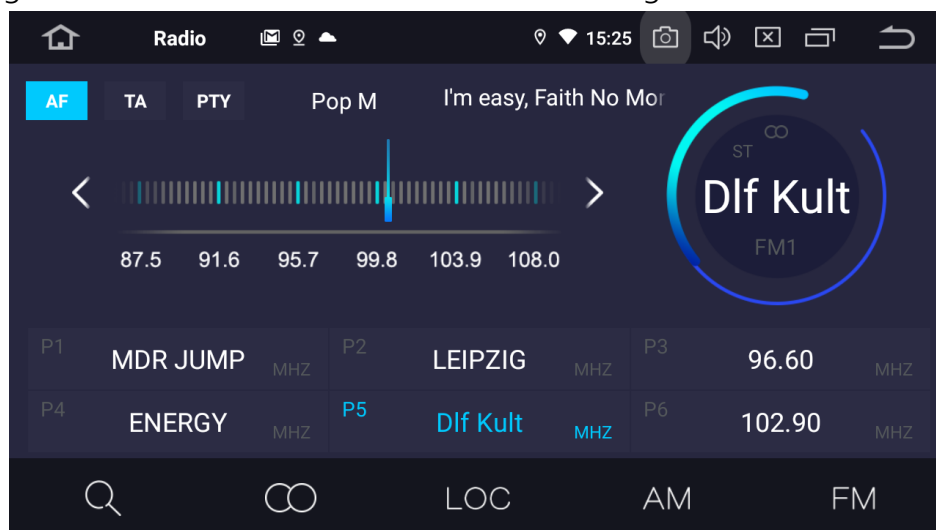 Radio 15:25
AF TA PTY Pop M I'm easy, Faith No Mor
ST
Dlf Kult
FM1
87.5 91.6 95.7 99.8 103.9 108.0
P1 MDR JUMP MHZ P2 LEIPZIG MHZ P3 96.60 MHZ
P4 ENERGY MHZ P5 Dlf Kult MHZ P6 102.90 MHZ
LOC AM FM